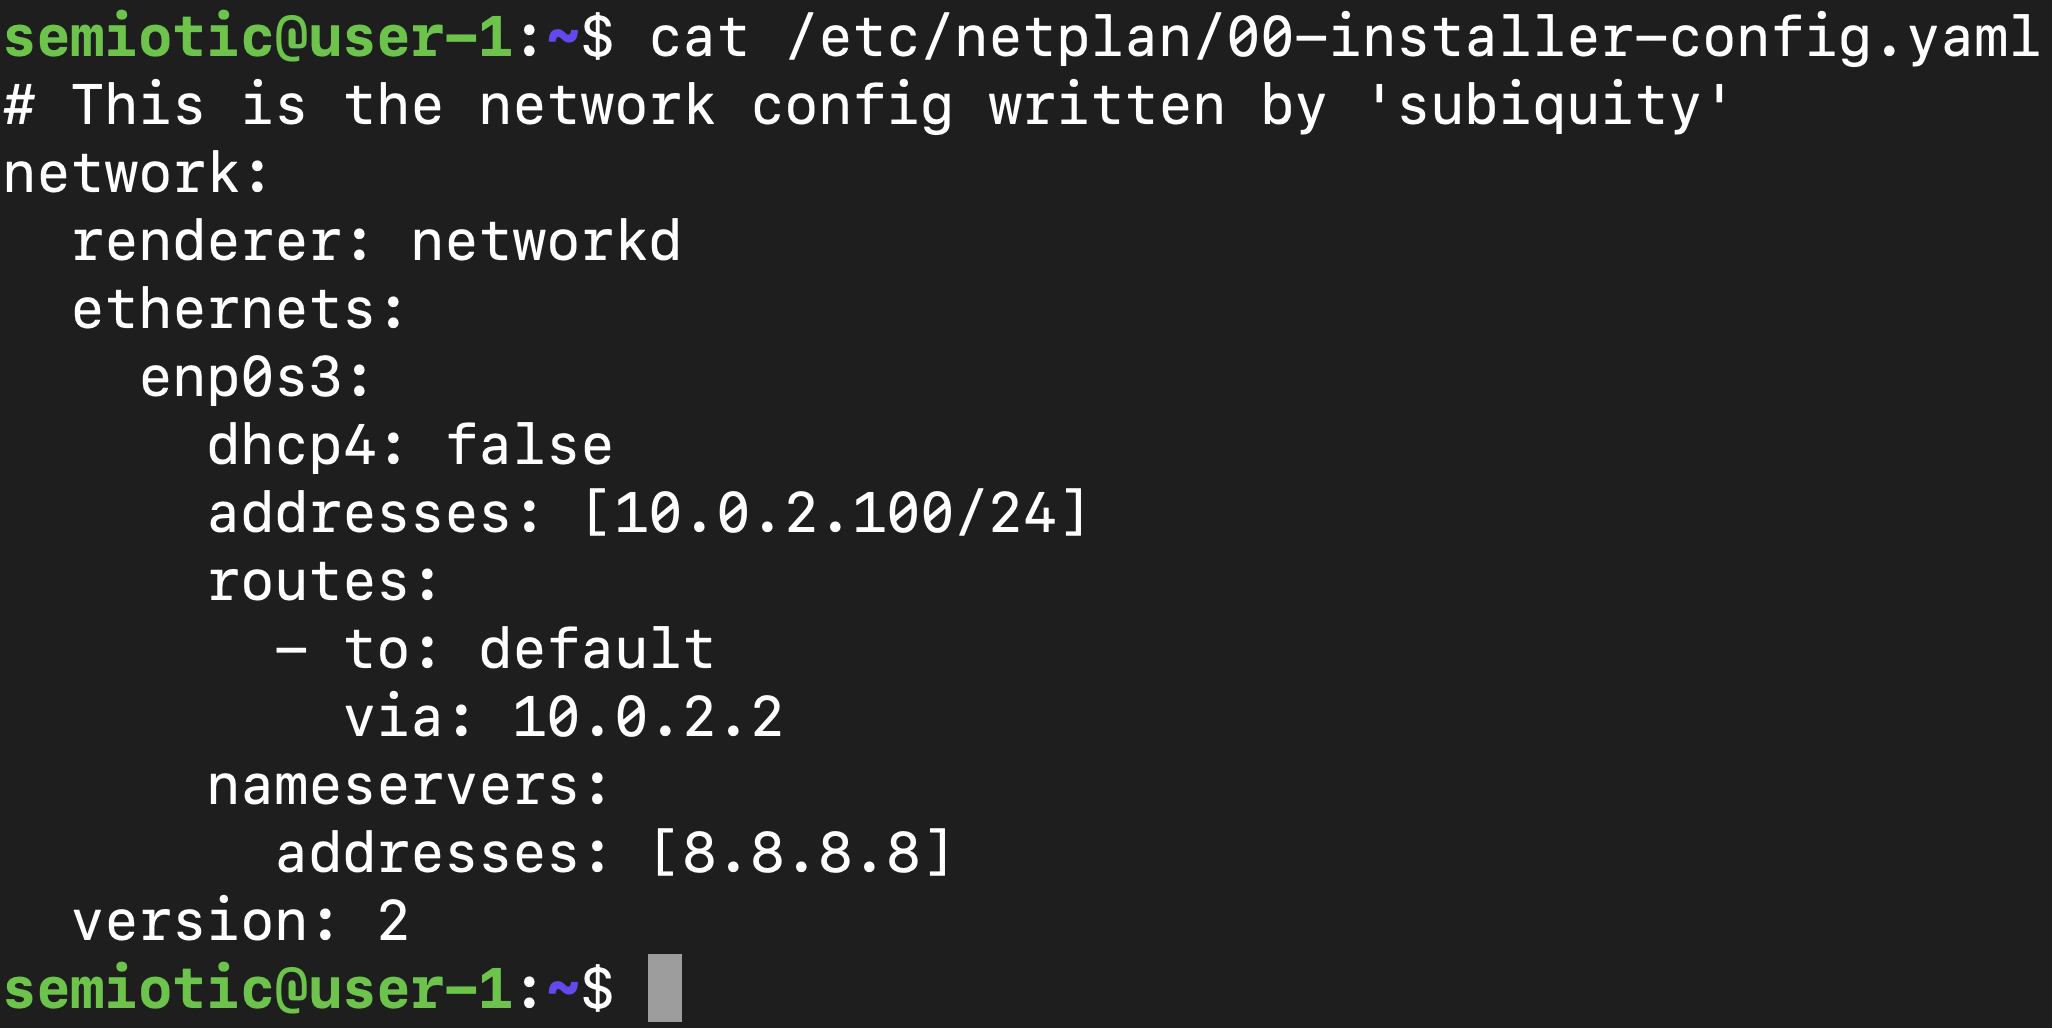 semiotic@user-1:~$ cat /etc/netplan/00-installer-config.yaml
# This is the network config written by 'subiquity'
network:
  renderer: networkd
  ethernets:
    enp0s3:
      dhcp4: false
      addresses: [10.0.2.100/24]
      routes:
        - to: default
          via: 10.0.2.2
      nameservers:
        addresses: [8.8.8.8]
  version: 2
semiotic@user-1:~$